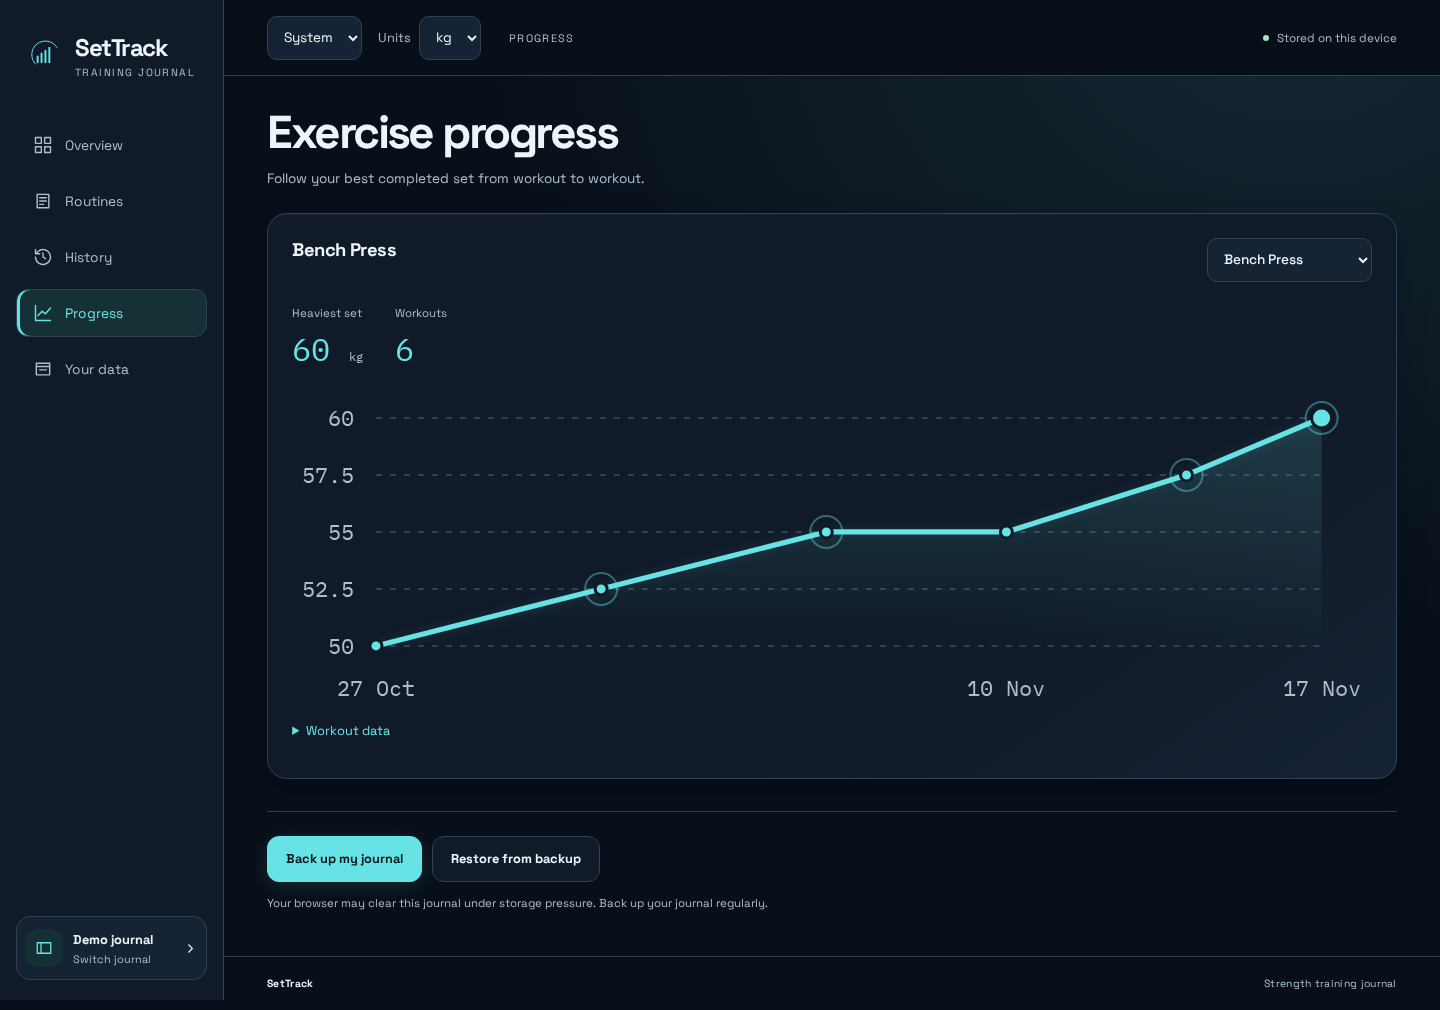 SetTrack
TRAINING JOURNAL
Overview
Routines
History
Progress
Your data
Demo journal
Switch journal
System
Units
kg
PROGRESS
Stored on this device
Exercise progress
Follow your best completed set from workout to workout.
Bench Press
Bench Press
Heaviest set
Workouts
60 kg
6
60
57.5
55
52.5
50
27 Oct
10 Nov
17 Nov
Workout data
Back up my journal
Restore from backup
Your browser may clear this journal under storage pressure. Back up your journal regularly.
SetTrack
Strength training journal